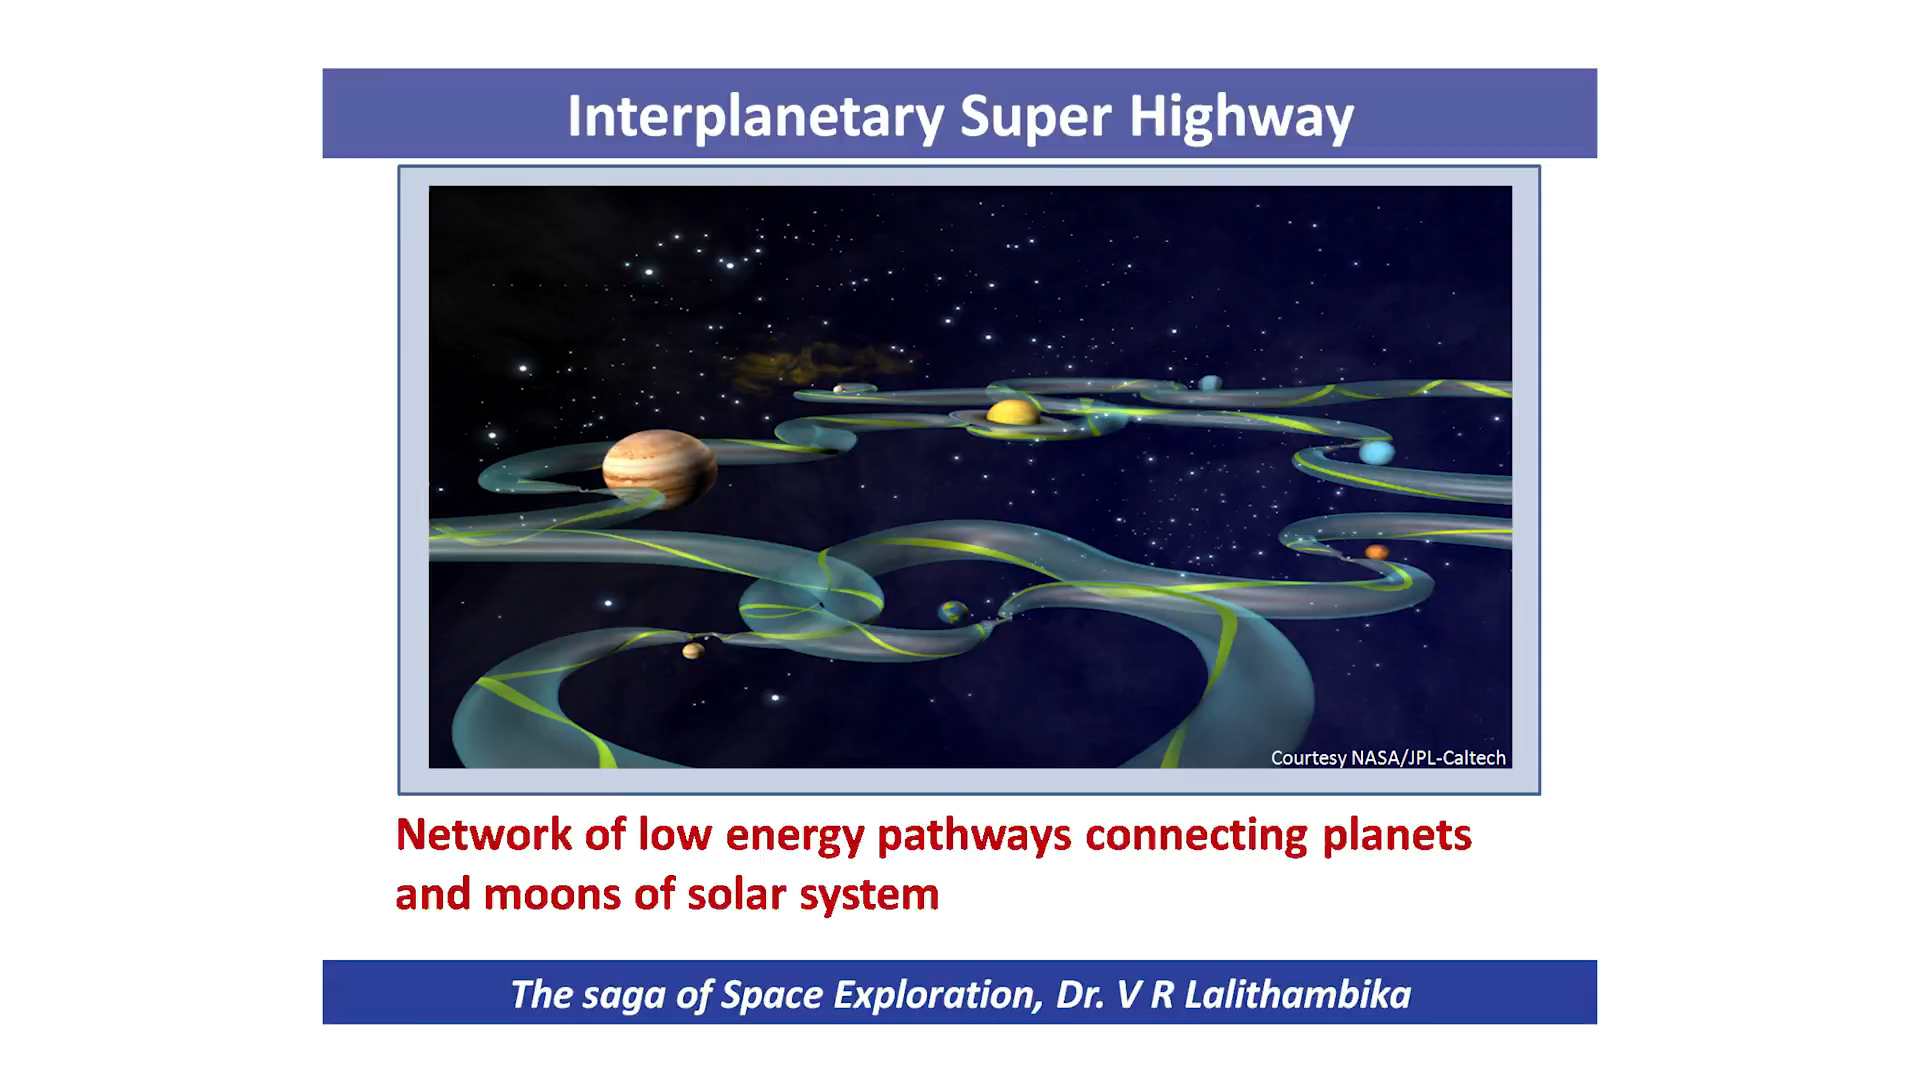 Interplanetary Super Highway
Courtesy NASA/JPL-Caltech
Network of low energy pathways connecting planets
and moons of solar system
The saga of Space Exploration, Dr. V R Lalithambika